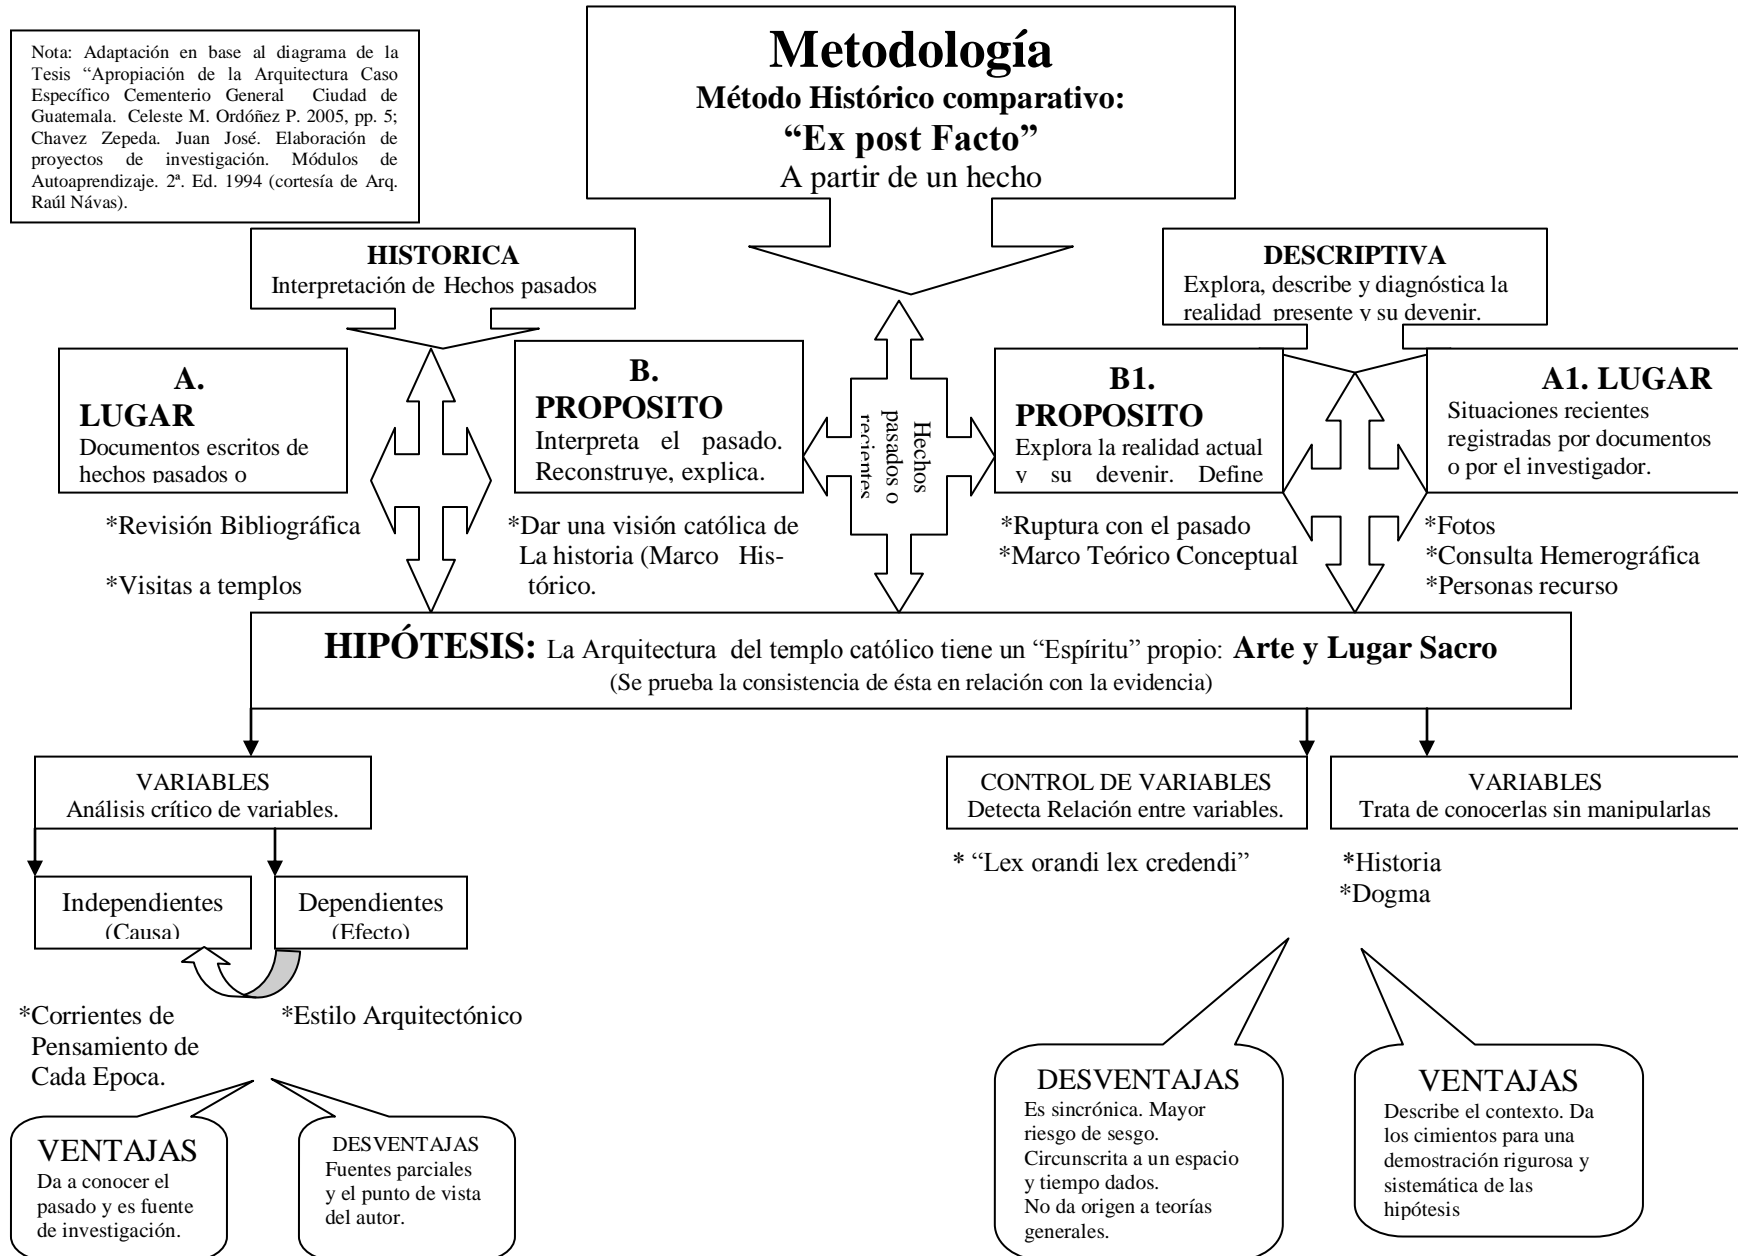 Nota: Adaptación en base al diagrama de la
Tesis “Apropiación de la Arquitectura Caso
Específico Cementerio General Ciudad de
Guatemala. Celeste M. Ordóñez P. 2005, pp. 5;
Chavez Zepeda. Juan José. Elaboración de
proyectos de investigación. Módulos de
Autoaprendizaje. 2ª. Ed. 1994 (cortesía de Arq.
Raúl Návas).
Metodología
Método Histórico comparativo:
“Ex post Facto”
A partir de un hecho
HISTORICA
Interpretación de Hechos pasados
DESCRIPTIVA
Explora, describe y diagnóstica la
realidad presente y su devenir.
A.
LUGAR
Documentos escritos de
hechos pasados o
B.
PROPOSITO
Interpreta el pasado.
Reconstruye, explica.
Hechos
pasados o
recientes
B1.
PROPOSITO
Explora la realidad actual
y su devenir. Define
A1. LUGAR
Situaciones recientes
registradas por documentos
o por el investigador.
*Revisión Bibliográfica
*Visitas a templos
*Dar una visión católica de
La historia (Marco His-
tórico.
*Ruptura con el pasado
*Marco Teórico Conceptual
*Fotos
*Consulta Hemerográfica
*Personas recurso
HIPÓTESIS: La Arquitectura del templo católico tiene un “Espíritu” propio: Arte y Lugar Sacro
(Se prueba la consistencia de ésta en relación con la evidencia)
VARIABLES
Análisis crítico de variables.
CONTROL DE VARIABLES
Detecta Relación entre variables.
VARIABLES
Trata de conocerlas sin manipularlas
Independientes
(Causa)
Dependientes
(Efecto)
* “Lex orandi lex credendi”
*Historia
*Dogma
*Corrientes de
Pensamiento de
Cada Epoca.
*Estilo Arquitectónico
VENTAJAS
Da a conocer el
pasado y es fuente
de investigación.
DESVENTAJAS
Fuentes parciales
y el punto de vista
del autor.
DESVENTAJAS
Es sincrónica. Mayor
riesgo de sesgo.
Circunscrita a un espacio
y tiempo dados.
No da origen a teorías
generales.
VENTAJAS
Describe el contexto. Da
los cimientos para una
demostración rigurosa y
sistemática de las
hipótesis